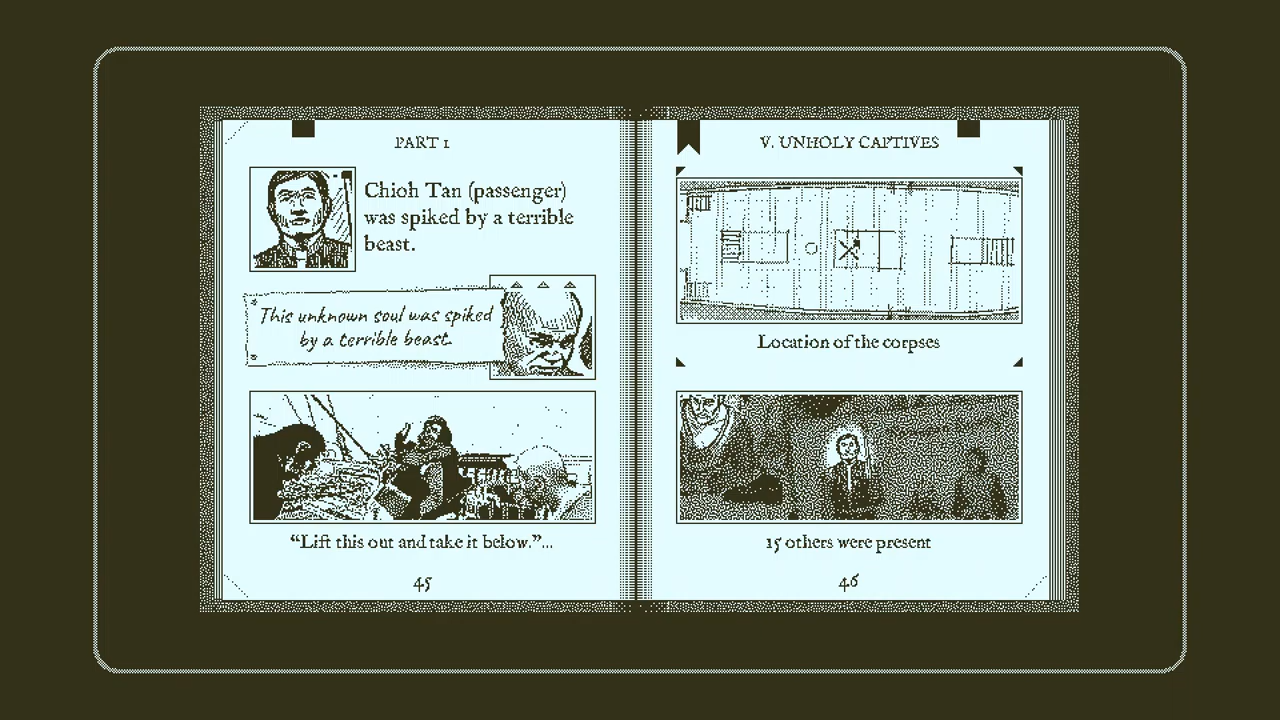 PART 1
Chioh Tan (passenger)
was spiked by a terrible
beast.
This unknown soul was spiked
by a terrible beast.
“Lift this out and take it below.”...
45
V. UNHOLY CAPTIVES
Location of the corpses
15 others were present
46